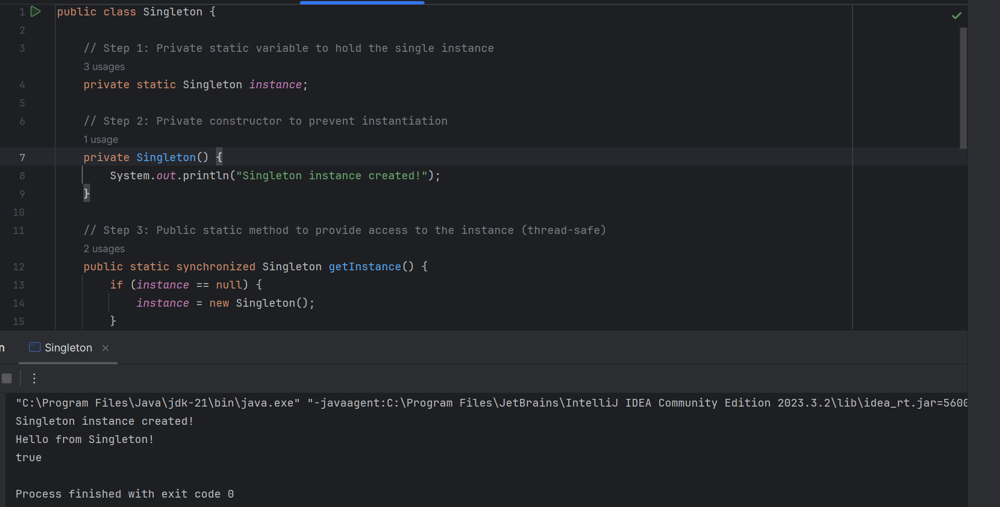 1 public class Singleton {
2
3     // Step 1: Private static variable to hold the single instance
3 usages
4     private static Singleton instance;
5
6     // Step 2: Private constructor to prevent instantiation
1 usage
7     private Singleton() {
8         System.out.println("Singleton instance created!");
9     }
10
11     // Step 3: Public static method to provide access to the instance (thread-safe)
2 usages
12     public static synchronized Singleton getInstance() {
13         if (instance == null) {
14             instance = new Singleton();
15         }
n Singleton
"C:\Program Files\Java\jdk-21\bin\java.exe" "-javaagent:C:\Program Files\JetBrains\IntelliJ IDEA Community Edition 2023.3.2\lib\idea_rt.jar=5600
Singleton instance created!
Hello from Singleton!
true
Process finished with exit code 0